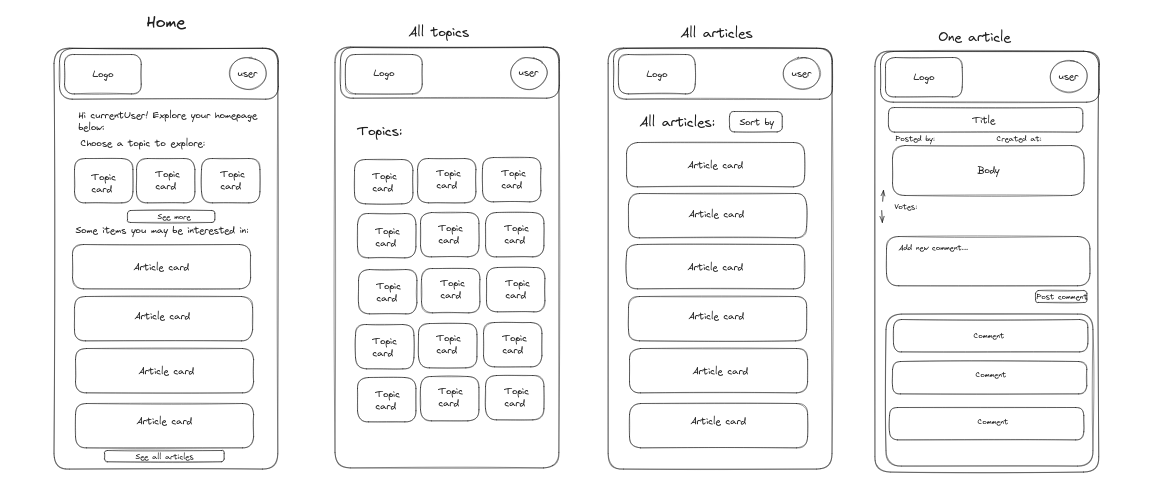 Home
Logo
user
Hi currentUser! Explore your homepage
below:
Choose a topic to explore:
Topic
card
Topic
card
Topic
card
See more
Some items you may be interested in:
Article card
Article card
Article card
Article card
See all articles
All topics
Logo
user
Topics:
Topic
card
Topic
card
Topic
card
Topic
card
Topic
card
Topic
card
Topic
card
Topic
card
Topic
card
Topic
card
Topic
card
Topic
card
Topic
card
Topic
card
Topic
card
All articles
Logo
user
All articles:
Sort by
Article card
Article card
Article card
Article card
Article card
Article card
One article
Logo
user
Title
Posted by:
Created at:
Body
Votes:
Add new comment....
Post comment
Comment
Comment
Comment